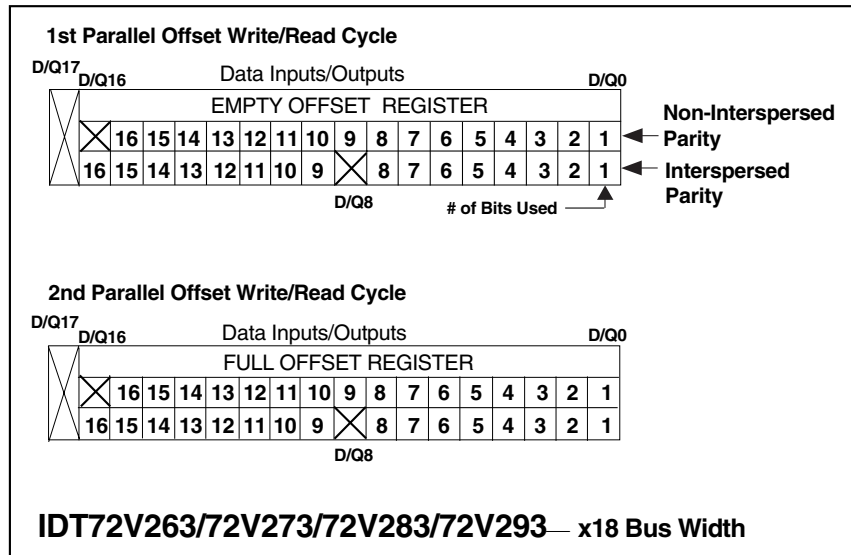 1st Parallel Offset Write/Read Cycle
D/Q17 D/Q16 Data Inputs/Outputs D/Q0
EMPTY OFFSET REGISTER
16 15 14 13 12 11 10 9 8 7 6 5 4 3 2 1 Non-Interspersed Parity
16 15 14 13 12 11 10 9 8 7 6 5 4 3 2 1 Interspersed Parity
D/Q8 # of Bits Used
2nd Parallel Offset Write/Read Cycle
D/Q17 D/Q16 Data Inputs/Outputs D/Q0
FULL OFFSET REGISTER
16 15 14 13 12 11 10 9 8 7 6 5 4 3 2 1
16 15 14 13 12 11 10 9 8 7 6 5 4 3 2 1
D/Q8
IDT72V263/72V273/72V283/72V293— x18 Bus Width